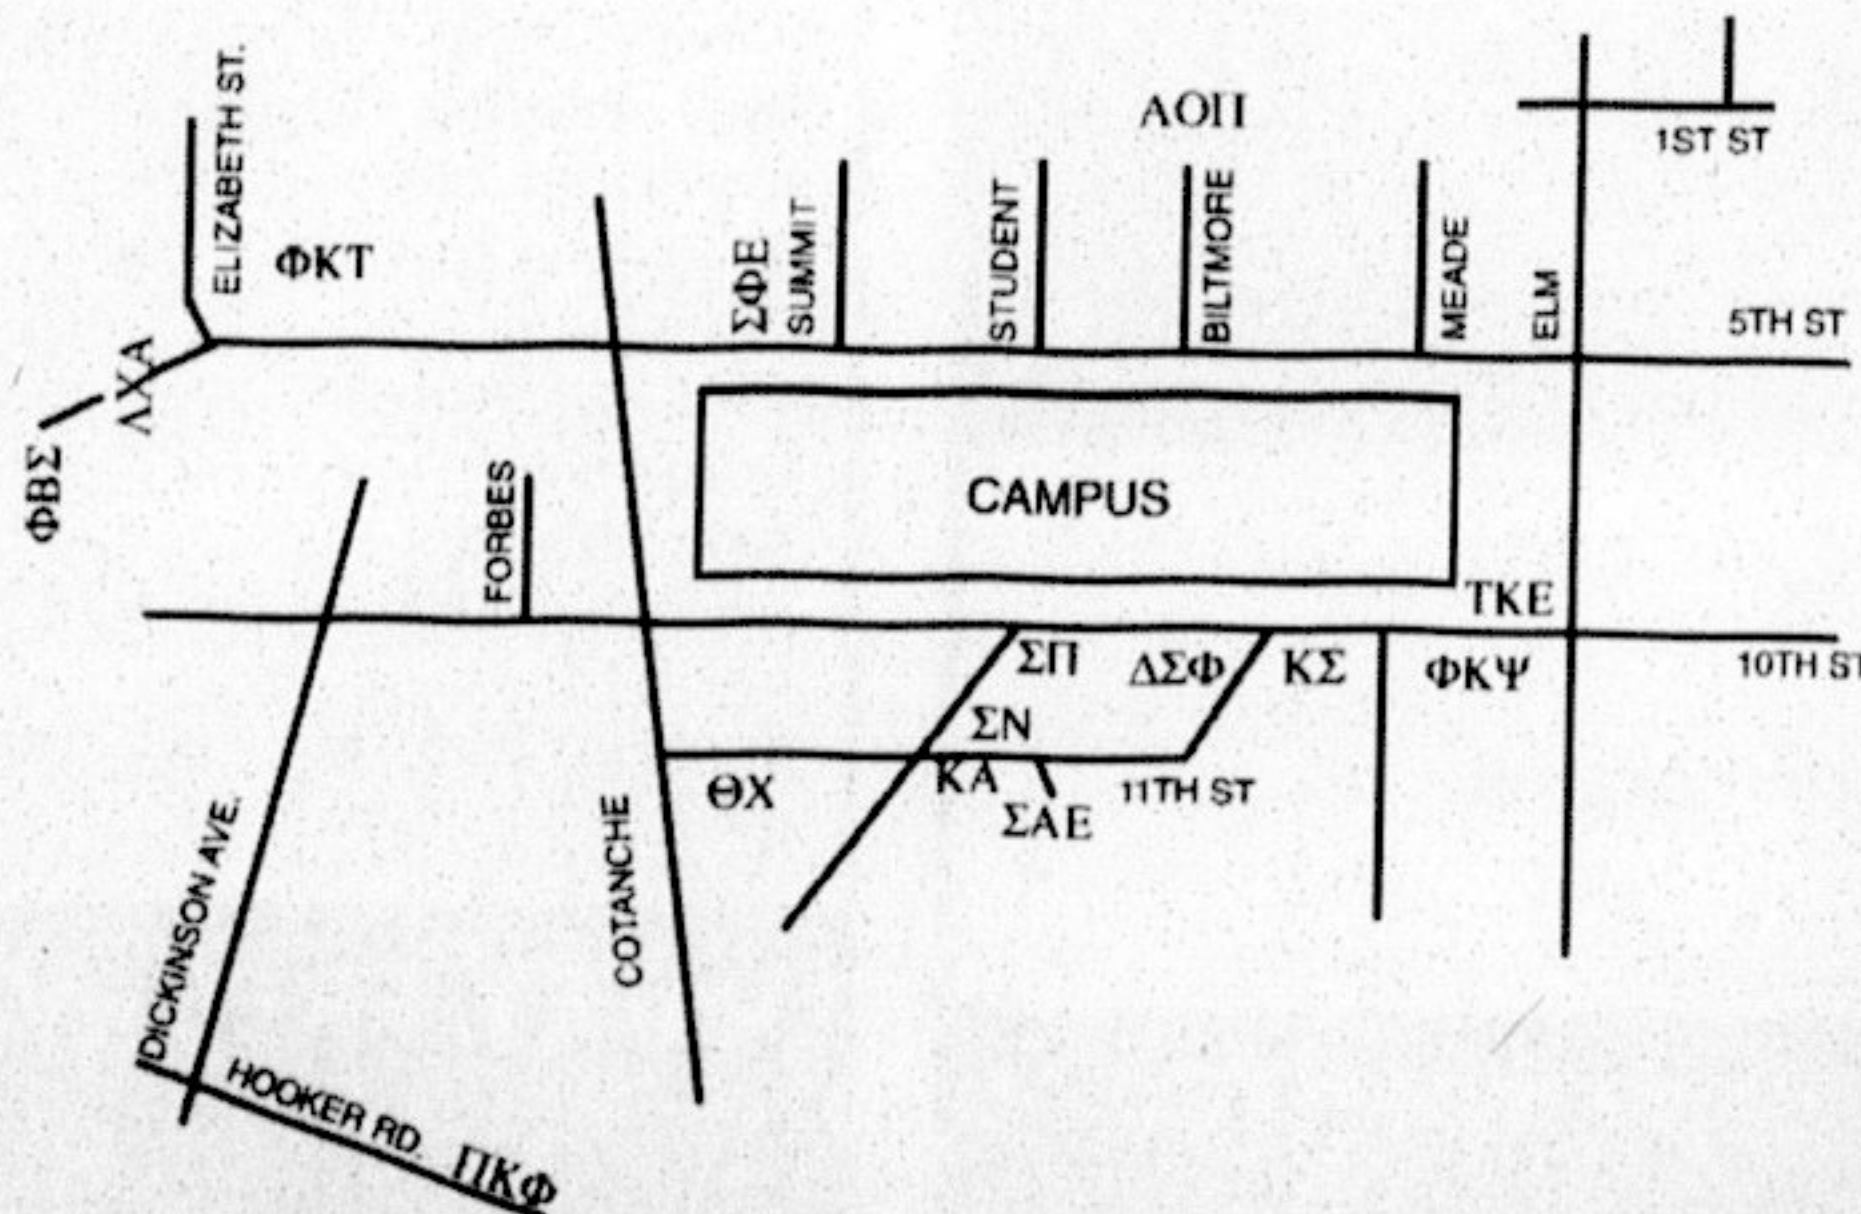 ELIZABETH ST.
ΦΚΤ
ΣΦΕ
SUMMIT
STUDENT
ΑΟΠ
BILTMORE
MEADE
ELM
1ST ST
5TH ST
ΛΧΑ
ΦΒΣ
FORBES
CAMPUS
ΤΚΕ
10TH ST
ΣΠ
ΔΣΦ
ΚΣ
ΦΚΨ
ΣΝ
ΘΧ
ΚΑ
ΣΑΕ
11TH ST
COTANCHE
DICKINSON AVE.
HOOKER RD.
ΠΚΦ